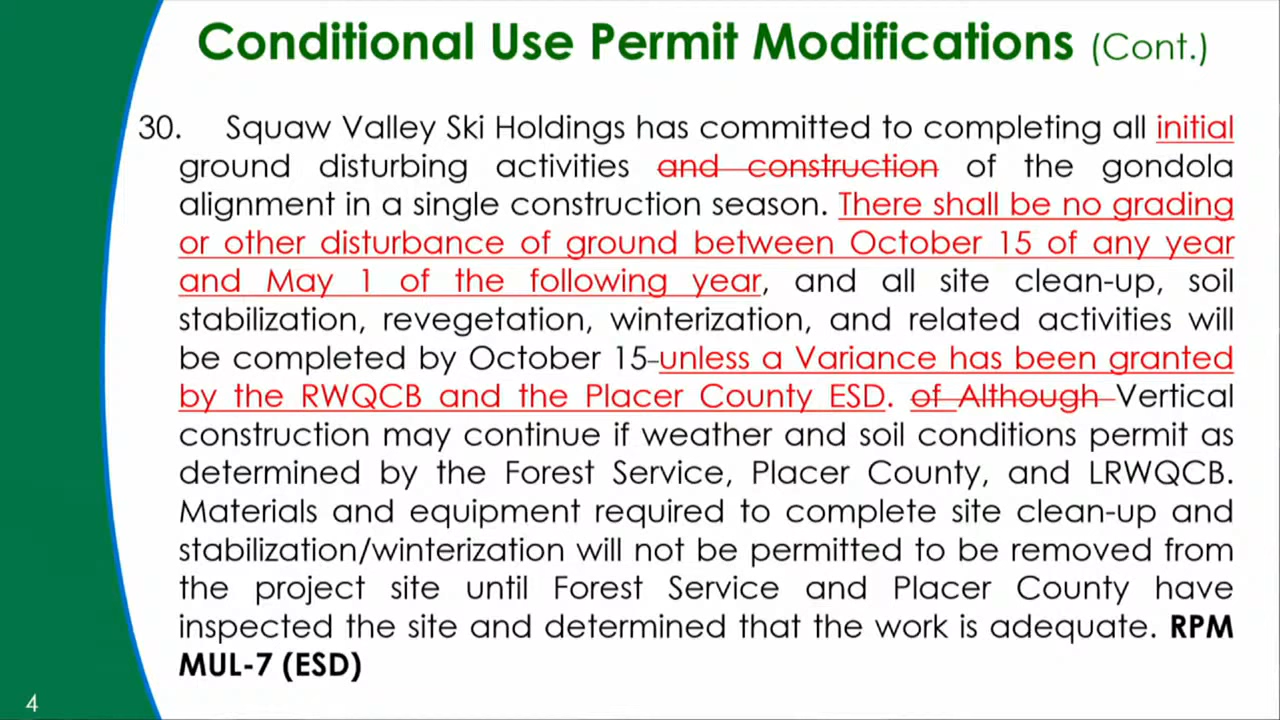 Conditional Use Permit Modifications (Cont.)
30. Squaw Valley Ski Holdings has committed to completing all initial
ground disturbing activities and construction of the gondola
alignment in a single construction season. There shall be no grading
or other disturbance of ground between October 15 of any year
and May 1 of the following year, and all site clean-up, soil
stabilization, revegetation, winterization, and related activities will
be completed by October 15 unless a Variance has been granted
by the RWQCB and the Placer County ESD. of Although Vertical
construction may continue if weather and soil conditions permit as
determined by the Forest Service, Placer County, and LRWQCB.
Materials and equipment required to complete site clean-up and
stabilization/winterization will not be permitted to be removed from
the project site until Forest Service and Placer County have
inspected the site and determined that the work is adequate. RPM
MUL-7 (ESD)
4